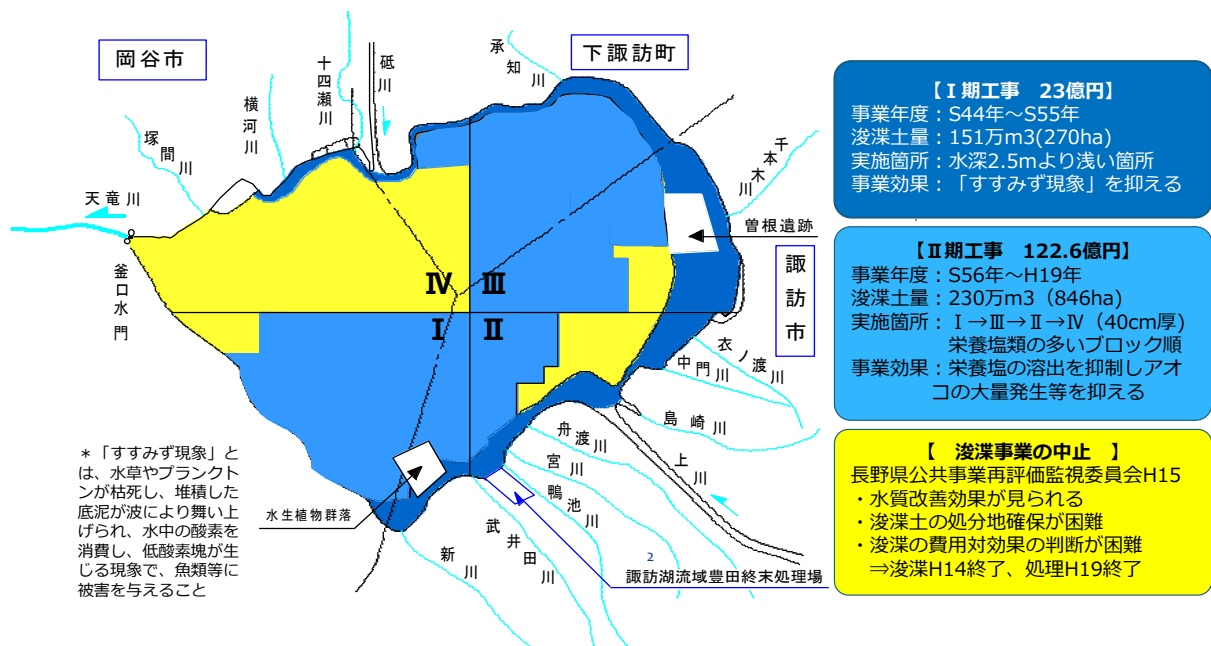 岡谷市
下諏訪町
諏訪市
承知川
砥川
十四瀬川
横河川
塚間川
天竜川
釜口水門
千本木川
曽根遺跡
Ⅳ
Ⅲ
Ⅰ
Ⅱ
衣ノ渡川
中門川
島崎川
上川
舟渡川
宮川
鴨池川
武井田川
新川
水生植物群落
2
諏訪湖流域豊田終末処理場
*「すすみず現象」と
は、水草やプランクト
ンが枯死し、堆積した
底泥が波により舞い上
げられ、水中の酸素を
消費し、低酸素塊が生
じる現象で、魚類等に
被害を与えること
【Ⅰ期工事 23億円】
事業年度:S44年~S55年
浚渫土量:151万m3(270ha)
実施箇所:水深2.5mより浅い箇所
事業効果:「すすみず現象」を抑える
【Ⅱ期工事 122.6億円】
事業年度:S56年~H19年
浚渫土量:230万m3(846ha)
実施箇所:Ⅰ→Ⅲ→Ⅱ→Ⅳ(40cm厚)
栄養塩類の多いブロック順
事業効果:栄養塩の溶出を抑制しアオ
コの大量発生等を抑える
【 浚渫事業の中止 】
長野県公共事業再評価監視委員会H15
・水質改善効果が見られる
・浚渫土の処分地確保が困難
・浚渫の費用対効果の判断が困難
⇒浚渫H14終了、処理H19終了